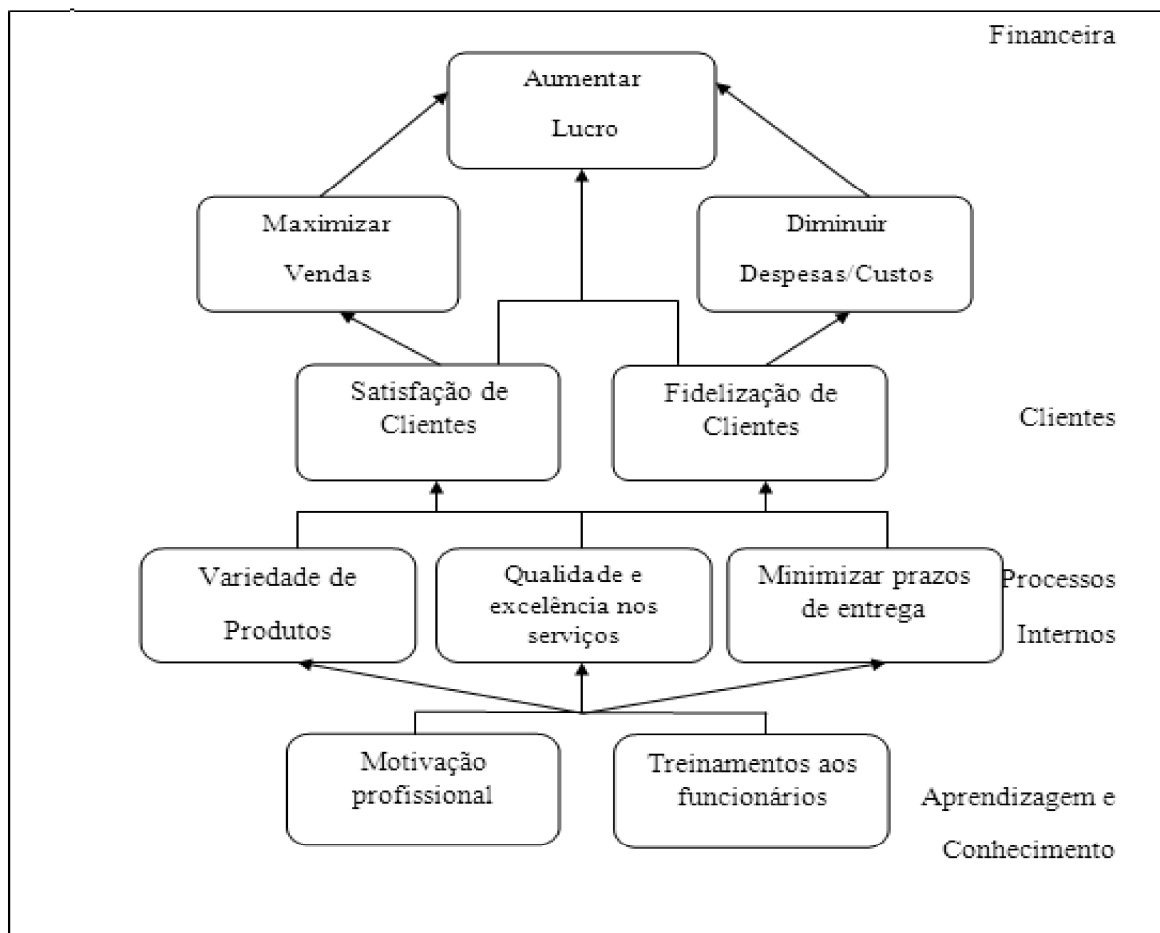 Financeira
Aumentar
Lucro
Maximizar
Vendas
Diminuir
Despesas/Custos
Satisfação de
Clientes
Fidelização de
Clientes
Clientes
Variedade de
Produtos
Qualidade e
excelência nos
serviços
Minimizar prazos
de entrega
Processos
Internos
Motivação
profissional
Treinamentos aos
funcionários
Aprendizagem e
Conhecimento